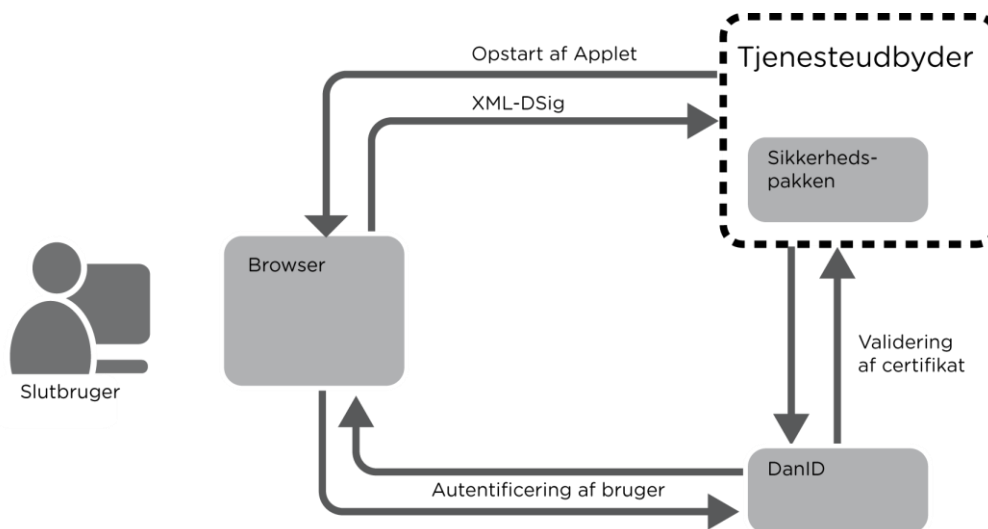 Opstart af Applet
Tjenesteudbyder
XML-DSig
Sikkerheds-
pakken
Browser
Validering
af certifikat
Slutbruger
DanID
Autentificering af bruger